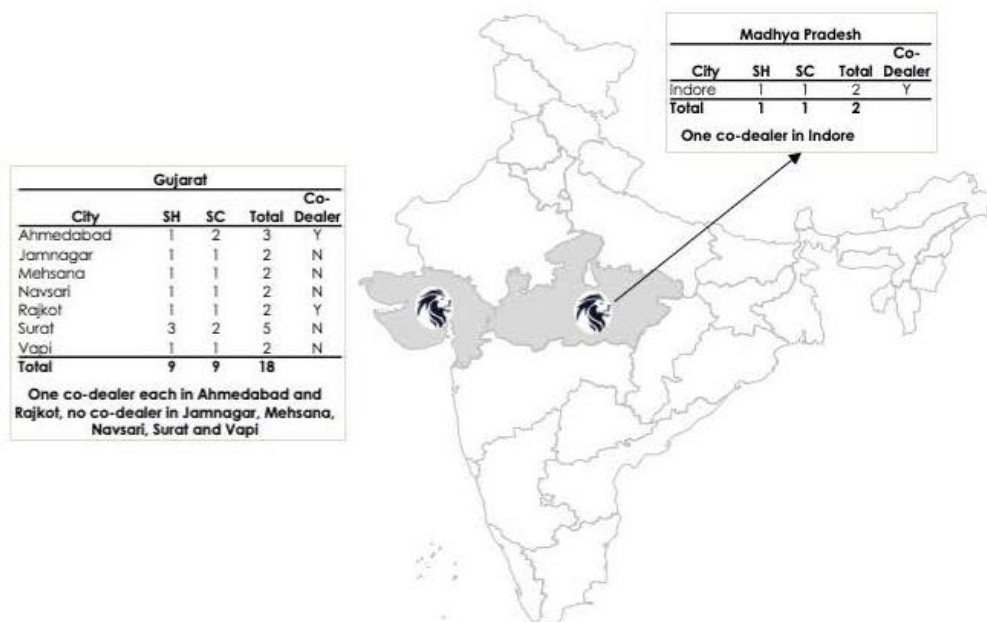 Madhya Pradesh
Co-
City SH SC Total Dealer
Indore 1 1 2 Y
Total 1 1 2
One co-dealer in Indore
Gujarat
Co-
City SH SC Total Dealer
Ahmedabad 1 2 3 Y
Jamnagar 1 1 2 N
Mehsana 1 1 2 N
Navsari 1 1 2 N
Rajkot 1 1 2 Y
Surat 3 2 5 N
Vapi 1 1 2 N
Total 9 9 18
One co-dealer each in Ahmedabad and
Rajkot, no co-dealer in Jamnagar, Mehsana,
Navsari, Surat and Vapi